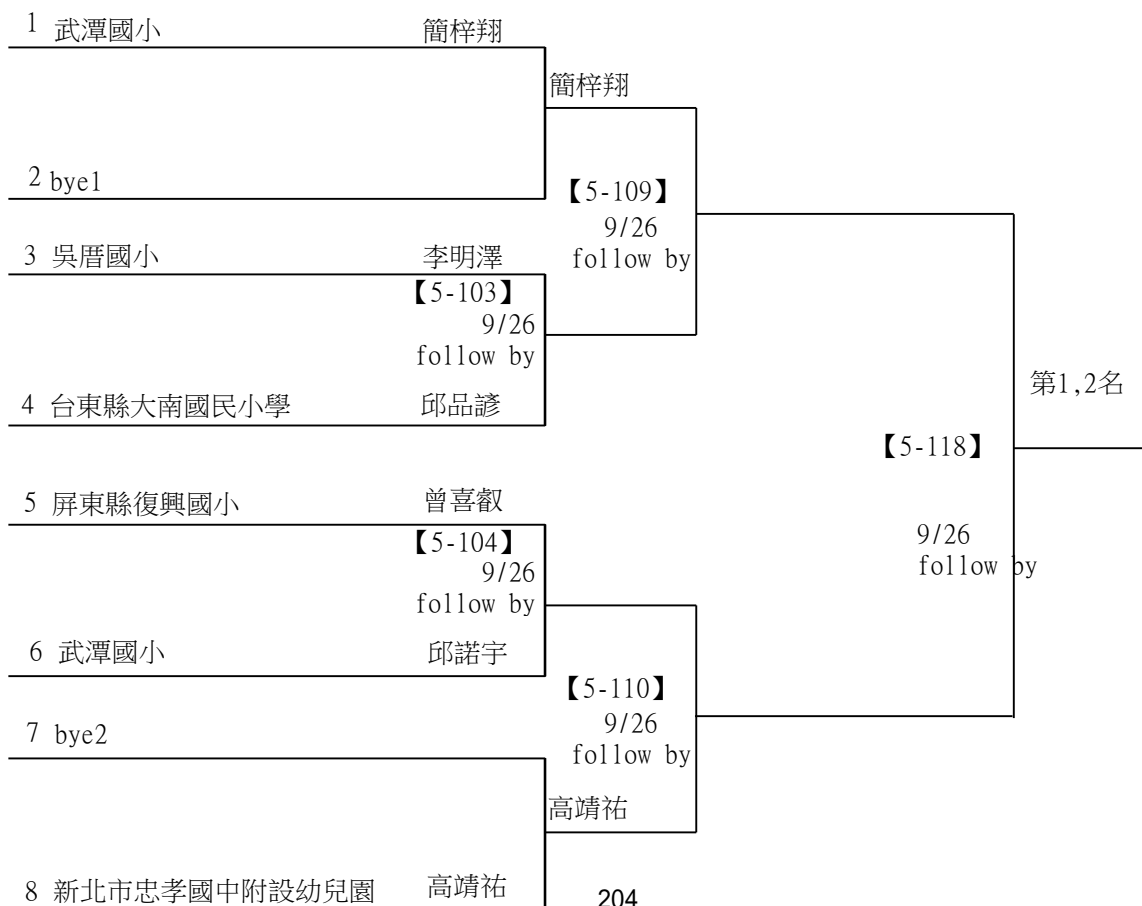 1 武潭國小 簡梓翔
簡梓翔
2 bye1
【5-109】
9/26
follow by
3 吳厝國小 李明澤
【5-103】
9/26
follow by
4 台東縣大南國民小學 邱品諺
第1,2名
【5-118】
9/26
follow by
5 屏東縣復興國小 曾喜叡
【5-104】
9/26
follow by
6 武潭國小 邱諾宇
【5-110】
9/26
follow by
7 bye2
高靖祐
8 新北市忠孝國中附設幼兒園 高靖祐
204